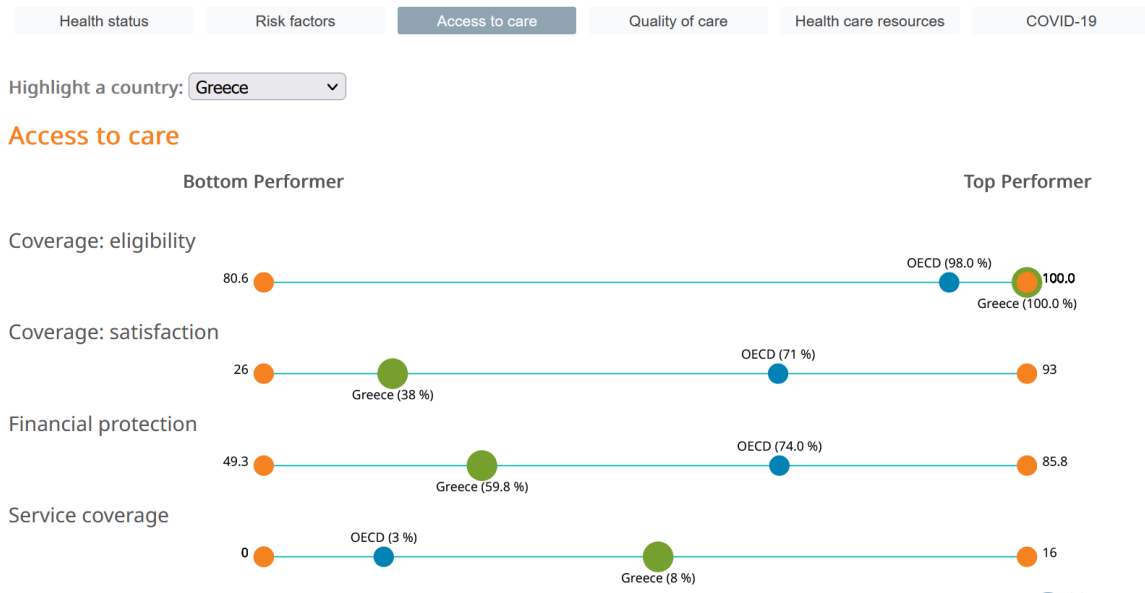 Health status Risk factors Access to care Quality of care Health care resources COVID-19
Highlight a country: Greece
Access to care
Bottom Performer Top Performer
Coverage: eligibility
OECD (98.0 %)
80.6 100.0
Greece (100.0 %)
Coverage: satisfaction
OECD (71 %)
26 93
Greece (38 %)
Financial protection
OECD (74.0 %)
49.3 85.8
Greece (59.8 %)
Service coverage
OECD (3 %)
0 16
Greece (8 %)